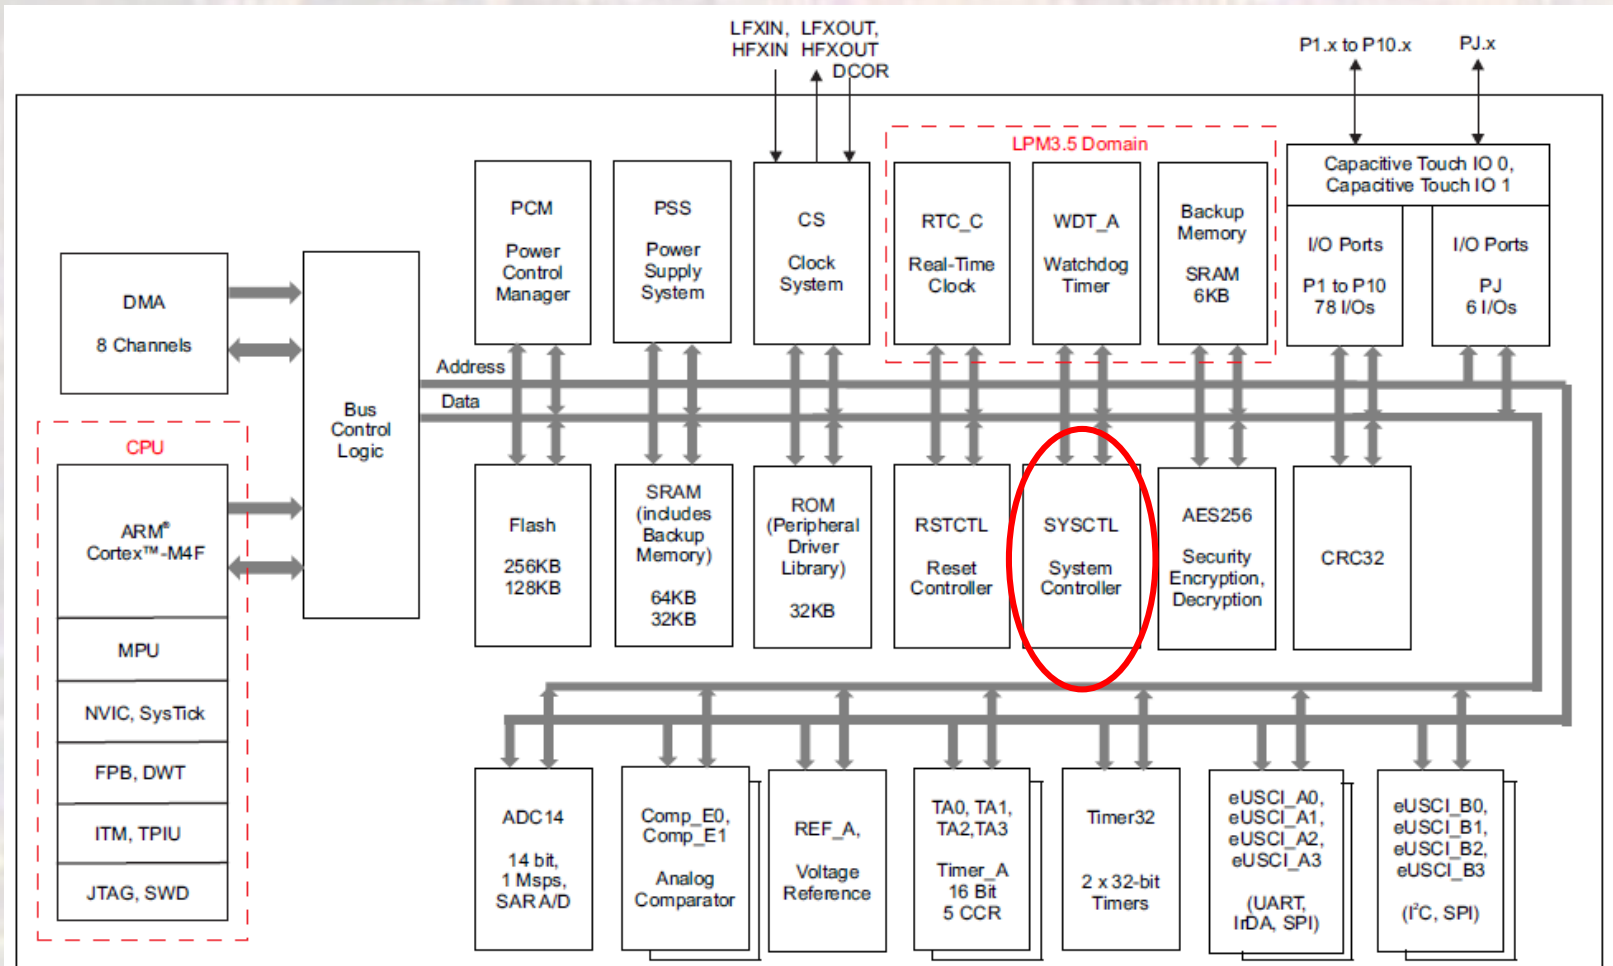 LFXIN, LFXOUT,
HFXIN HFXOUT
DCOR
P1.x to P10.x
PJ.x
LPM3.5 Domain
PCM
Power
Control
Manager
PSS
Power
Supply
System
CS
Clock
System
RTC_C
Real-Time
Clock
WDT_A
Watchdog
Timer
Backup
Memory
SRAM
6KB
Capacitive Touch IO 0,
Capacitive Touch IO 1
I/O Ports
P1 to P10
78 I/Os
I/O Ports
PJ
6 I/Os
DMA
8 Channels
Bus
Control
Logic
Address
Data
CPU
ARM®
Cortex™-M4F
MPU
NVIC, SysTick
FPB, DWT
ITM, TPIU
JTAG, SWD
Flash
256KB
128KB
SRAM
(includes
Backup
Memory)
64KB
32KB
ROM
(Peripheral
Driver
Library)
32KB
RSTCTL
Reset
Controller
SYSCTL
System
Controller
AES256
Security
Encryption,
Decryption
CRC32
ADC14
14 bit,
1 Msps,
SAR A/D
Comp_E0,
Comp_E1
Analog
Comparator
REF_A,
Voltage
Reference
TA0, TA1,
TA2,TA3
Timer_A
16 Bit
5 CCR
Timer32
2 x 32-bit
Timers
eUSCI_A0,
eUSCI_A1,
eUSCI_A2,
eUSCI_A3
(UART,
IrDA, SPI)
eUSCI_B0,
eUSCI_B1,
eUSCI_B2,
eUSCI_B3
(I²C, SPI)